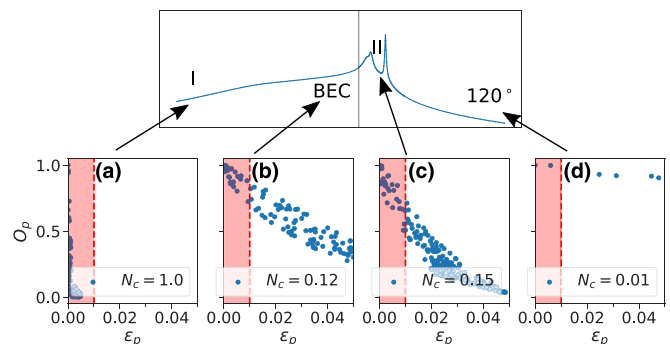 I
II
BEC
120°
(a)
(b)
(c)
(d)
O_p
1.0
0.5
0.0
N_c = 1.0
N_c = 0.12
N_c = 0.15
N_c = 0.01
0.00 0.02 0.04
0.00 0.02 0.04
0.00 0.02 0.04
0.00 0.02 0.04
ε_p
ε_p
ε_p
ε_p